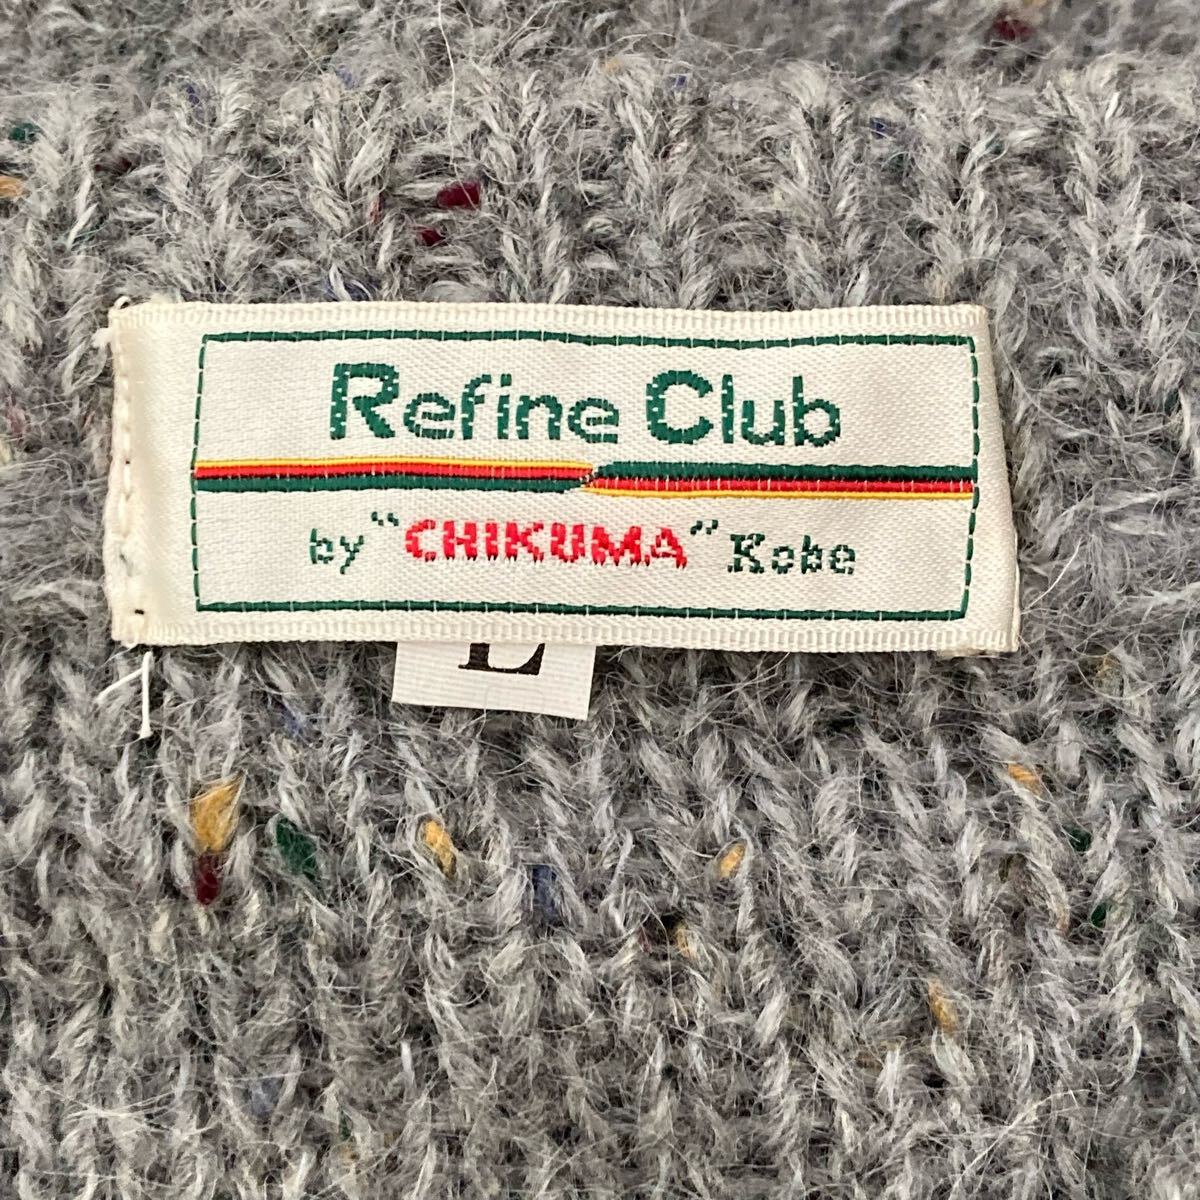 Refine Club
by "CHIKUMA" Kobe
L